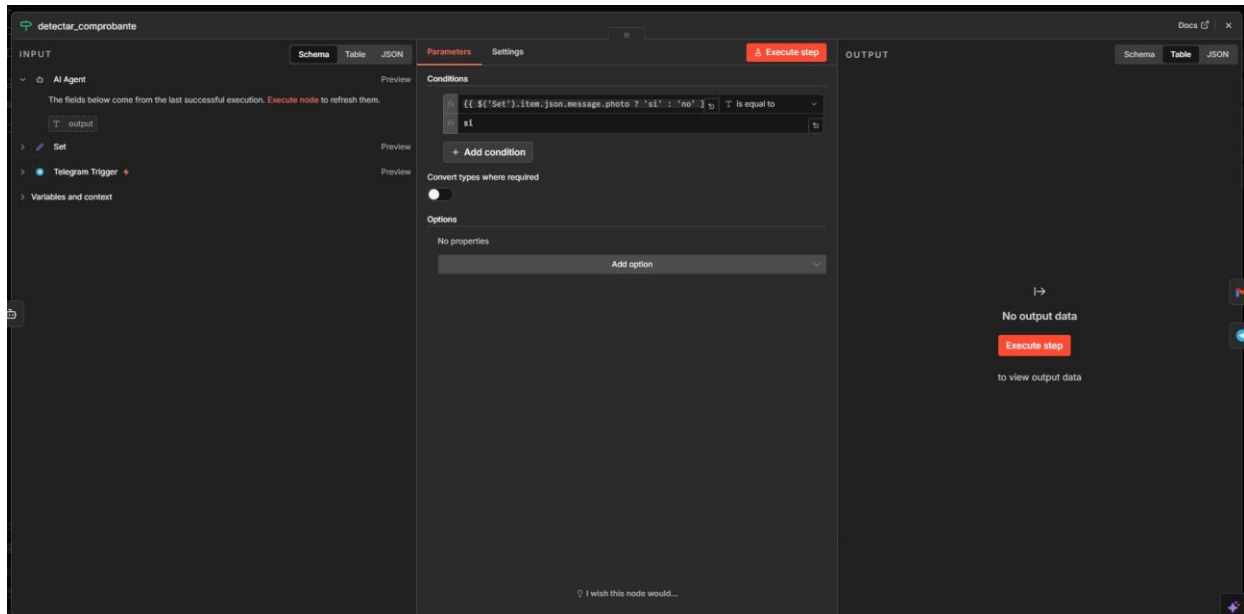 detectar_comprobante
Docs
INPUT
Schema Table JSON
Parameters Settings
Execute step
OUTPUT
Schema Table JSON
AI Agent
Preview
The fields below come from the last successful execution. Execute node to refresh them.
T output
Set
Preview
Telegram Trigger
Preview
Variables and context
Conditions
fx {{ $('Set').item.json.message.photo ? 'si' : 'no' }
T is equal to
fx si
+ Add condition
Convert types where required
Options
No properties
Add option
I wish this node would...
No output data
Execute step
to view output data